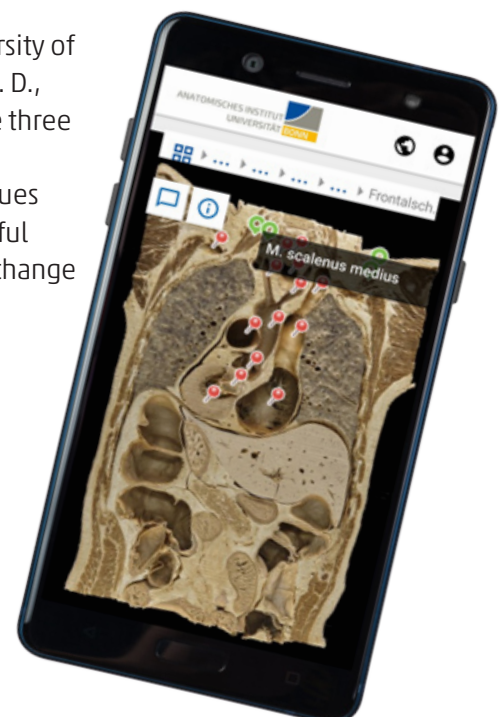 rsity of
. D.,
e three
ues
ful
change
ANATOMISCHES INSTITUT
UNIVERSITÄT BONN
... ... ... ... Frontalsch.
M. scalenus medius